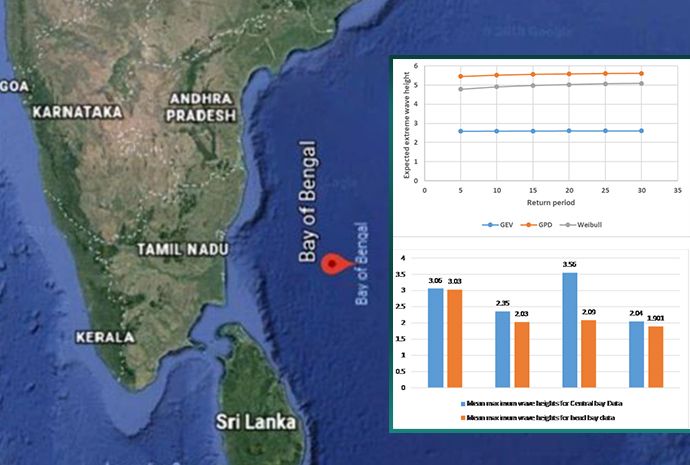 © 2018 Google
GOA
KARNATAKA
ANDHRA
PRADESH
Bay of Bengal
Bay of Bengal
TAMIL NADU
KERALA
Sri Lanka
Expected extreme wave height
6
5
4
3
2
1
0
0 5 10 15 20 25 30 35
Return period
GEV GPD Weibull
4
3.5
3
2.5
2
1.5
1
0.5
0
3.06 3.03 2.35 2.03 3.56 2.09 2.04 1.901
Mean maximum wave heights for Central bay Data
Mean maximum wave heights for head bay data